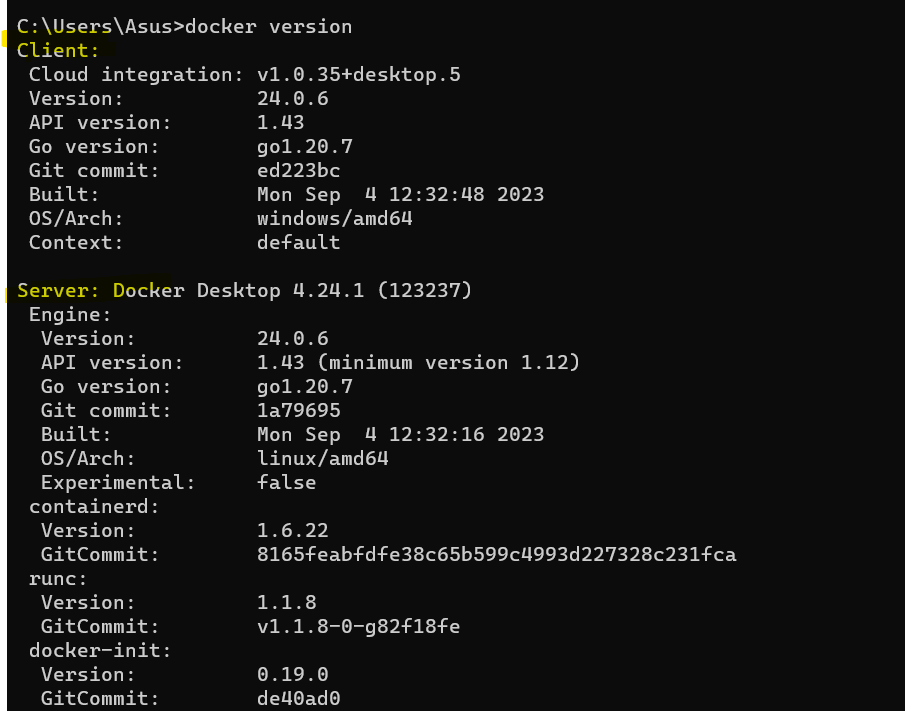 C:\Users\Asus>docker version
Client:
 Cloud integration: v1.0.35+desktop.5
 Version:           24.0.6
 API version:       1.43
 Go version:        go1.20.7
 Git commit:        ed223bc
 Built:             Mon Sep  4 12:32:48 2023
 OS/Arch:           windows/amd64
 Context:           default

Server: Docker Desktop 4.24.1 (123237)
 Engine:
  Version:          24.0.6
  API version:      1.43 (minimum version 1.12)
  Go version:       go1.20.7
  Git commit:       1a79695
  Built:            Mon Sep  4 12:32:16 2023
  OS/Arch:          linux/amd64
  Experimental:     false
 containerd:
  Version:          1.6.22
  GitCommit:        8165feabfdfe38c65b599c4993d227328c231fca
 runc:
  Version:          1.1.8
  GitCommit:        v1.1.8-0-g82f18fe
 docker-init:
  Version:          0.19.0
  GitCommit:        de40ad0